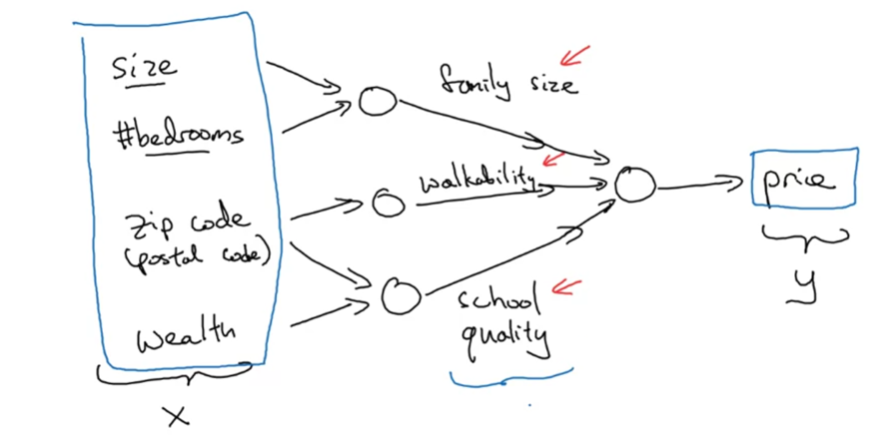 size
#bedrooms
zip code
(postal code)
wealth
x
family size
walkability
school
quality
price
y